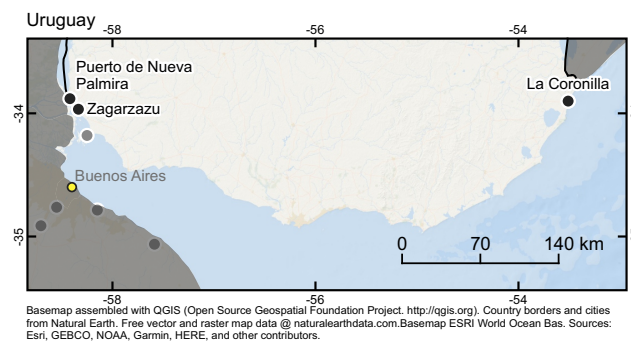 Uruguay
-58
-56
-54
Puerto de Nueva
Palmira
La Coronilla
-34
Zagarzazu
Buenos Aires
-35
0 70 140 km
-58
-56
-54
Basemap assembled with QGIS (Open Source Geospatial Foundation Project. http://qgis.org). Country borders and cities
from Natural Earth. Free vector and raster map data @ naturalearthdata.com.Basemap ESRI World Ocean Bas. Sources:
Esri, GEBCO, NOAA, Garmin, HERE, and other contributors.